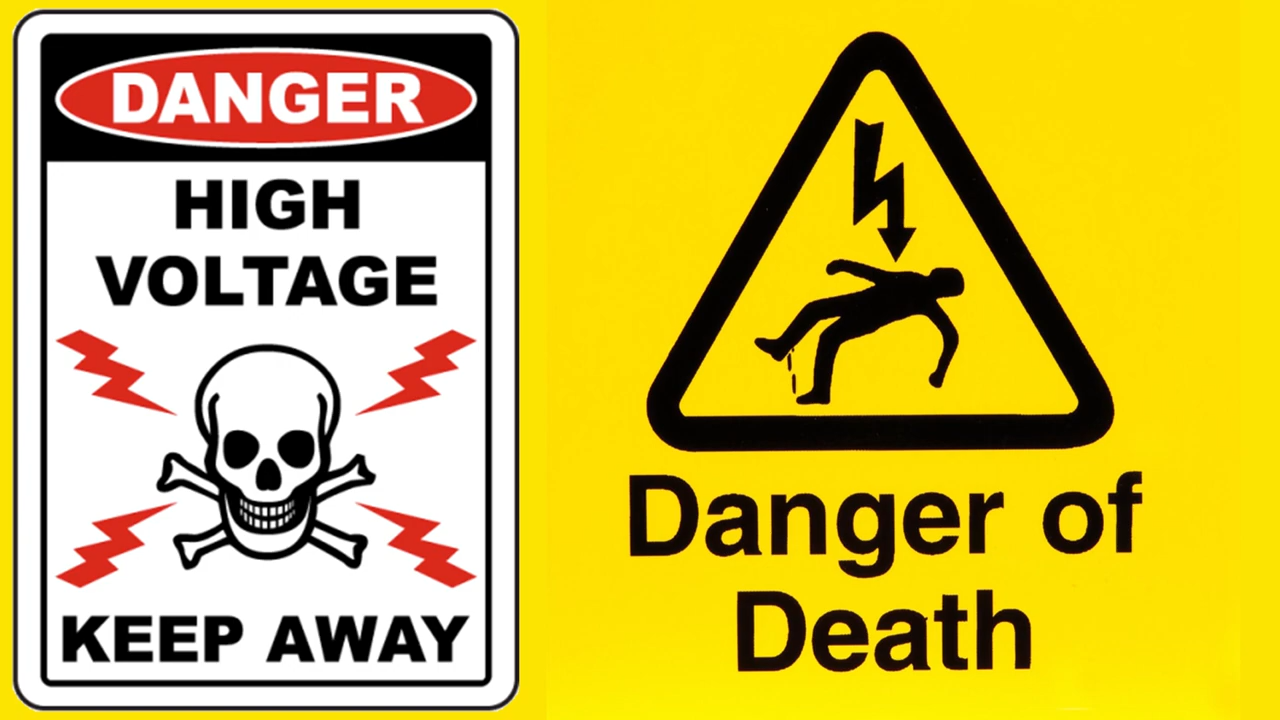 DANGER
HIGH
VOLTAGE
KEEP AWAY
Danger of
Death